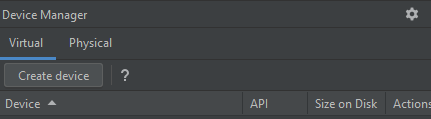 Device Manager
Virtual Physical
Create device ?
Device API Size on Disk Actions